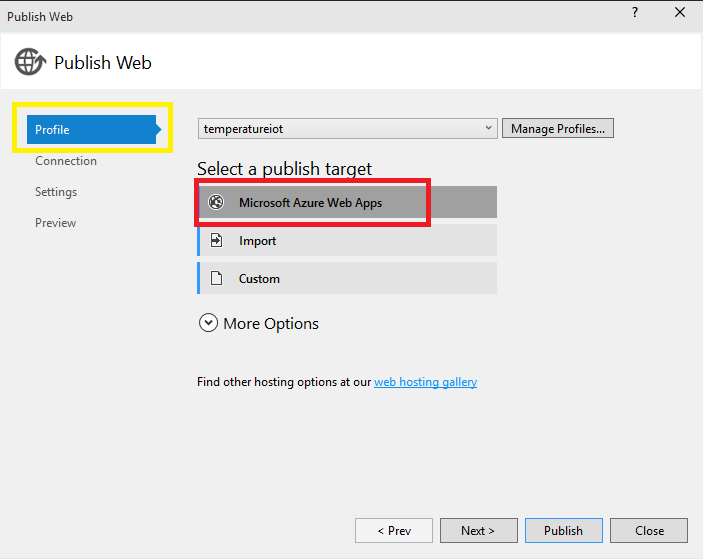 Publish Web
?
Publish Web
Profile
Connection
Settings
Preview
temperatureiot
Manage Profiles...
Select a publish target
Microsoft Azure Web Apps
Import
Custom
More Options
Find other hosting options at our web hosting gallery
< Prev
Next >
Publish
Close